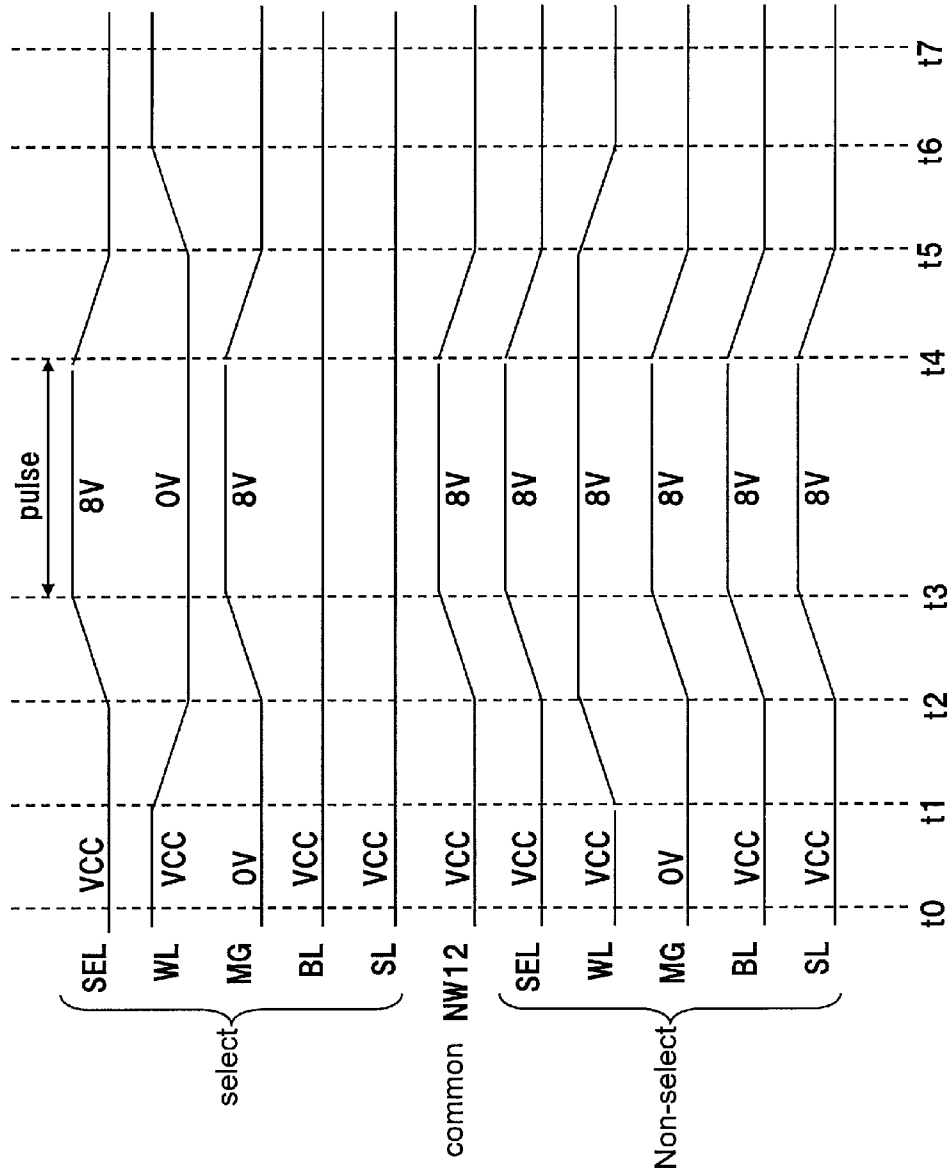 pulse
SEL VCC 8V
WL VCC 0V
MG 0V 8V
BL VCC
SL VCC
select
common NW12 VCC 8V
SEL VCC 8V
WL VCC 8V
MG 0V 8V
BL VCC 8V
SL VCC 8V
Non-select
t0 t1 t2 t3 t4 t5 t6 t7